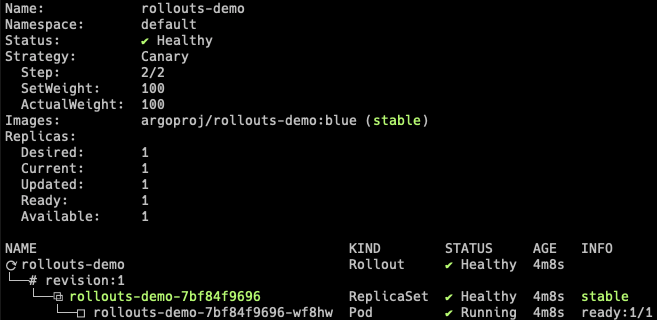 Name: rollouts-demo
Namespace: default
Status: ✔ Healthy
Strategy: Canary
Step: 2/2
SetWeight: 100
ActualWeight: 100
Images: argoproj/rollouts-demo:blue (stable)
Replicas:
Desired: 1
Current: 1
Updated: 1
Ready: 1
Available: 1
NAME KIND STATUS AGE INFO
⟳ rollouts-demo Rollout ✔ Healthy 4m8s
└──# revision:1
└──⧉ rollouts-demo-7bf84f9696 ReplicaSet ✔ Healthy 4m8s stable
└──□ rollouts-demo-7bf84f9696-wf8hw Pod ✔ Running 4m8s ready:1/1